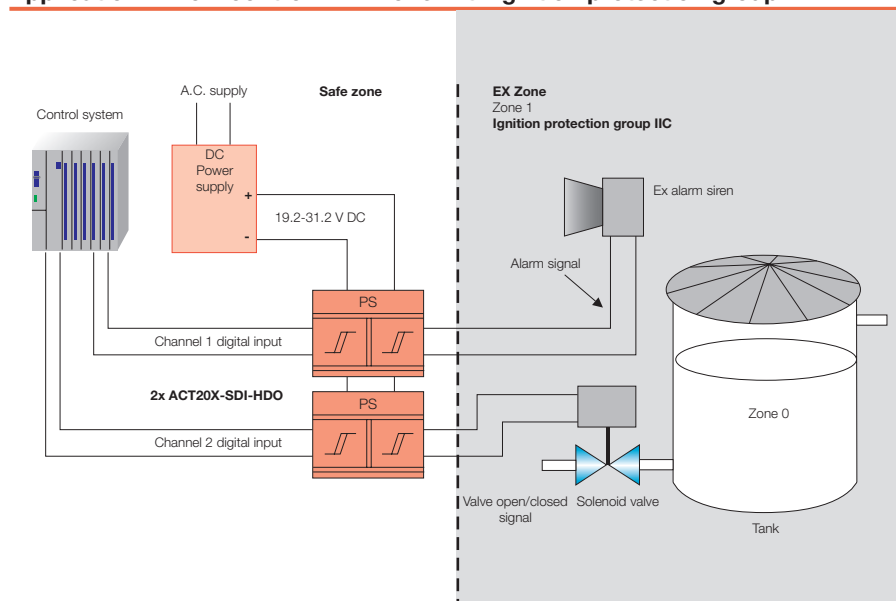 A.C. supply
Safe zone
EX Zone
Zone 1
Ignition protection group IIC
Control system
DC
Power
supply
+
-
19.2-31.2 V DC
Ex alarm siren
Alarm signal
PS
Channel 1 digital input
2x ACT20X-SDI-HDO
PS
Channel 2 digital input
Zone 0
Valve open/closed
signal
Solenoid valve
Tank